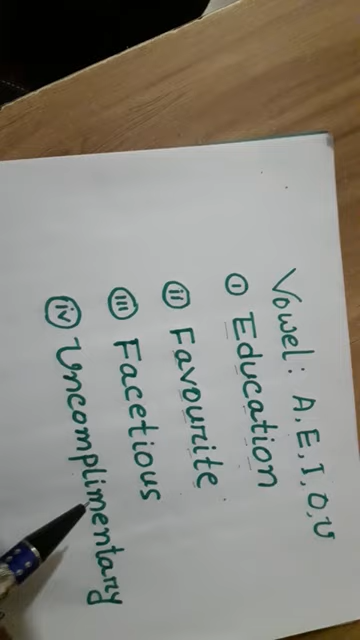 Vowel: A, E, I, O, U
① Education
ⓘⓘ Favourite
ⓘⓘⓘ Facetious
ⓘⓥ Uncomplimentary